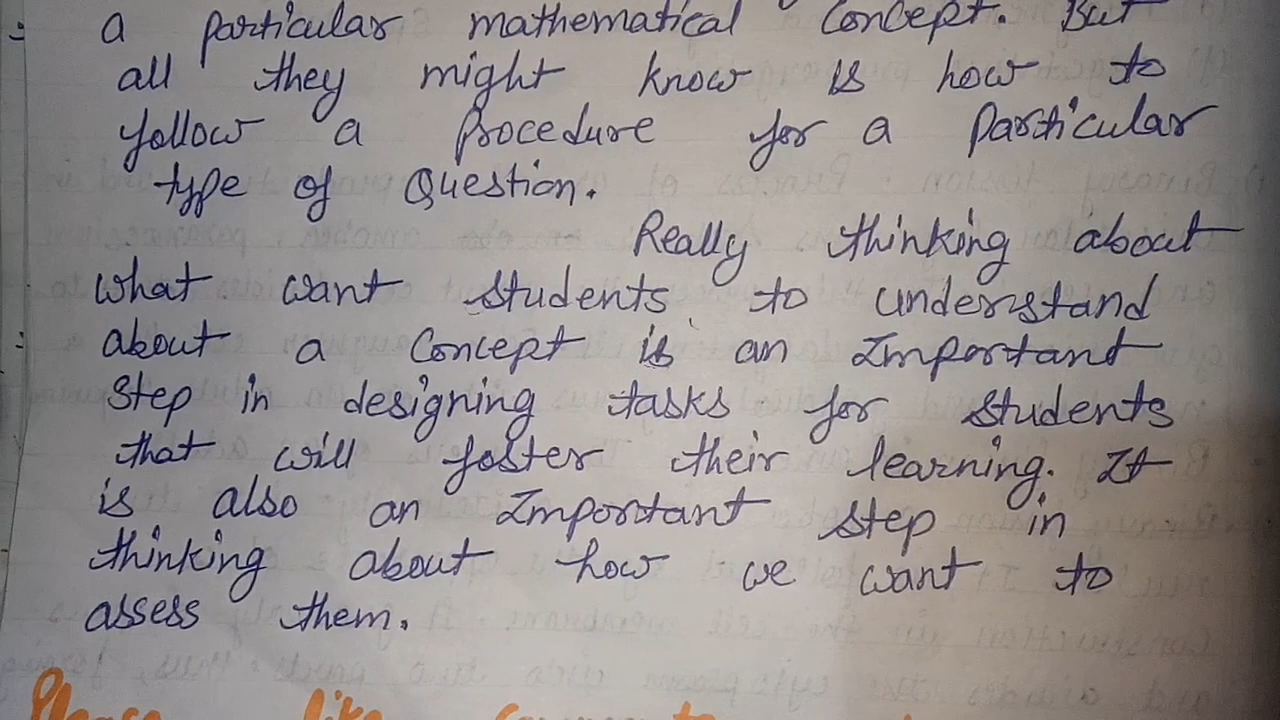 a particular mathematical concept. But
all they might know is how to
follow a procedure for a particular
type of Question.
Really thinking about
what want students to understand
about a concept is an Important
step in designing tasks for students
that will foster their learning. It
is also an Important step in
thinking about how we want to
assess them.
Please like